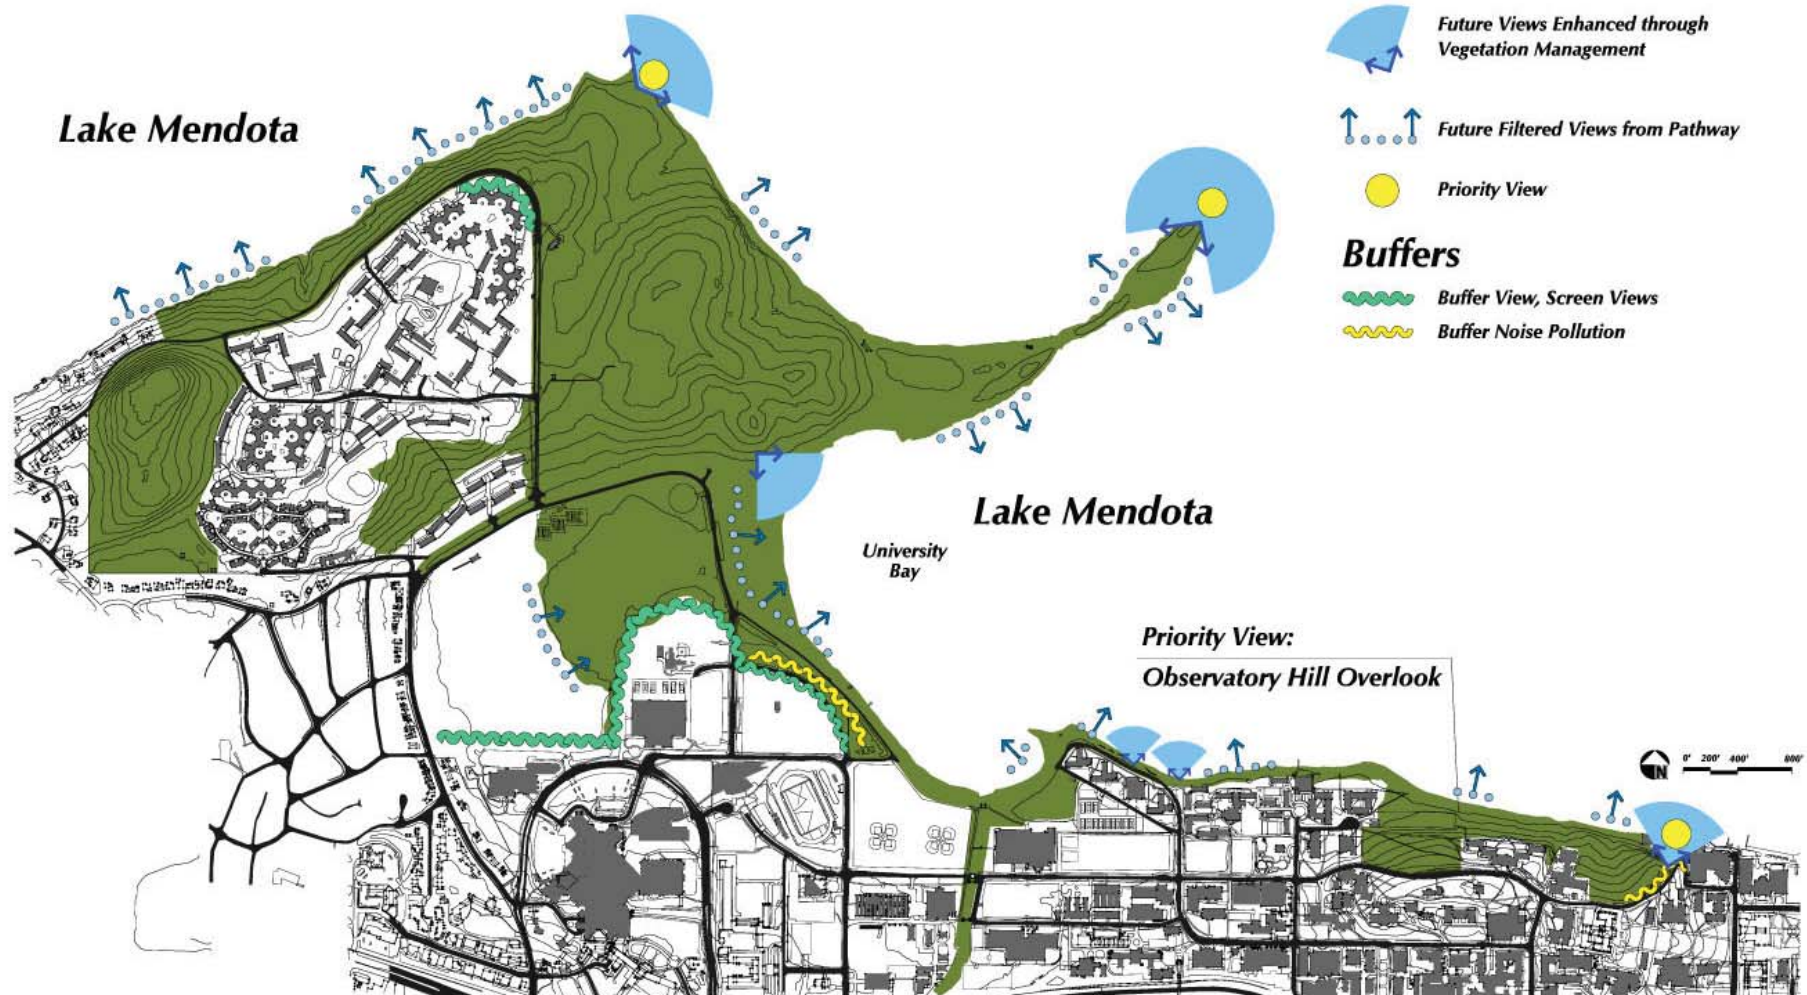 Lake Mendota
Future Views Enhanced through
Vegetation Management
Future Filtered Views from Pathway
Priority View
Buffers
Buffer View, Screen Views
Buffer Noise Pollution
Lake Mendota
University
Bay
Priority View:
Observatory Hill Overlook
N
0' 200' 400' 800'